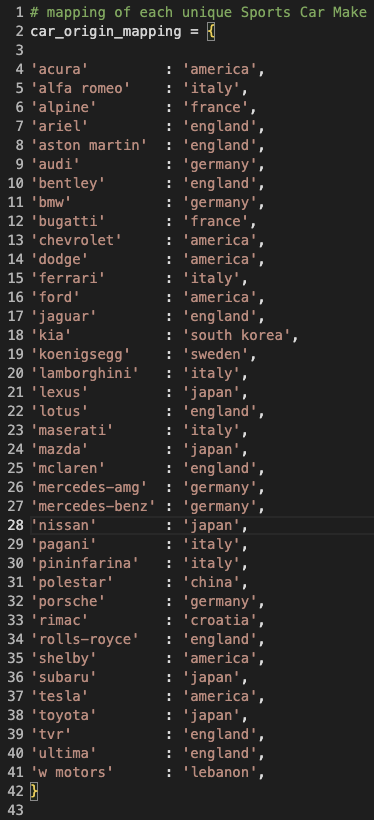 1 # mapping of each unique Sports Car Make
2 car_origin_mapping = {
3
4 'acura' : 'america',
5 'alfa romeo' : 'italy',
6 'alpine' : 'france',
7 'ariel' : 'england',
8 'aston martin' : 'england',
9 'audi' : 'germany',
10 'bentley' : 'england',
11 'bmw' : 'germany',
12 'bugatti' : 'france',
13 'chevrolet' : 'america',
14 'dodge' : 'america',
15 'ferrari' : 'italy',
16 'ford' : 'america',
17 'jaguar' : 'england',
18 'kia' : 'south korea',
19 'koenigsegg' : 'sweden',
20 'lamborghini' : 'italy',
21 'lexus' : 'japan',
22 'lotus' : 'england',
23 'maserati' : 'italy',
24 'mazda' : 'japan',
25 'mclaren' : 'england',
26 'mercedes-amg' : 'germany',
27 'mercedes-benz' : 'germany',
28 'nissan' : 'japan',
29 'pagani' : 'italy',
30 'pininfarina' : 'italy',
31 'polestar' : 'china',
32 'porsche' : 'germany',
33 'rimac' : 'croatia',
34 'rolls-royce' : 'england',
35 'shelby' : 'america',
36 'subaru' : 'japan',
37 'tesla' : 'america',
38 'toyota' : 'japan',
39 'tvr' : 'england',
40 'ultima' : 'england',
41 'w motors' : 'lebanon',
42 }
43